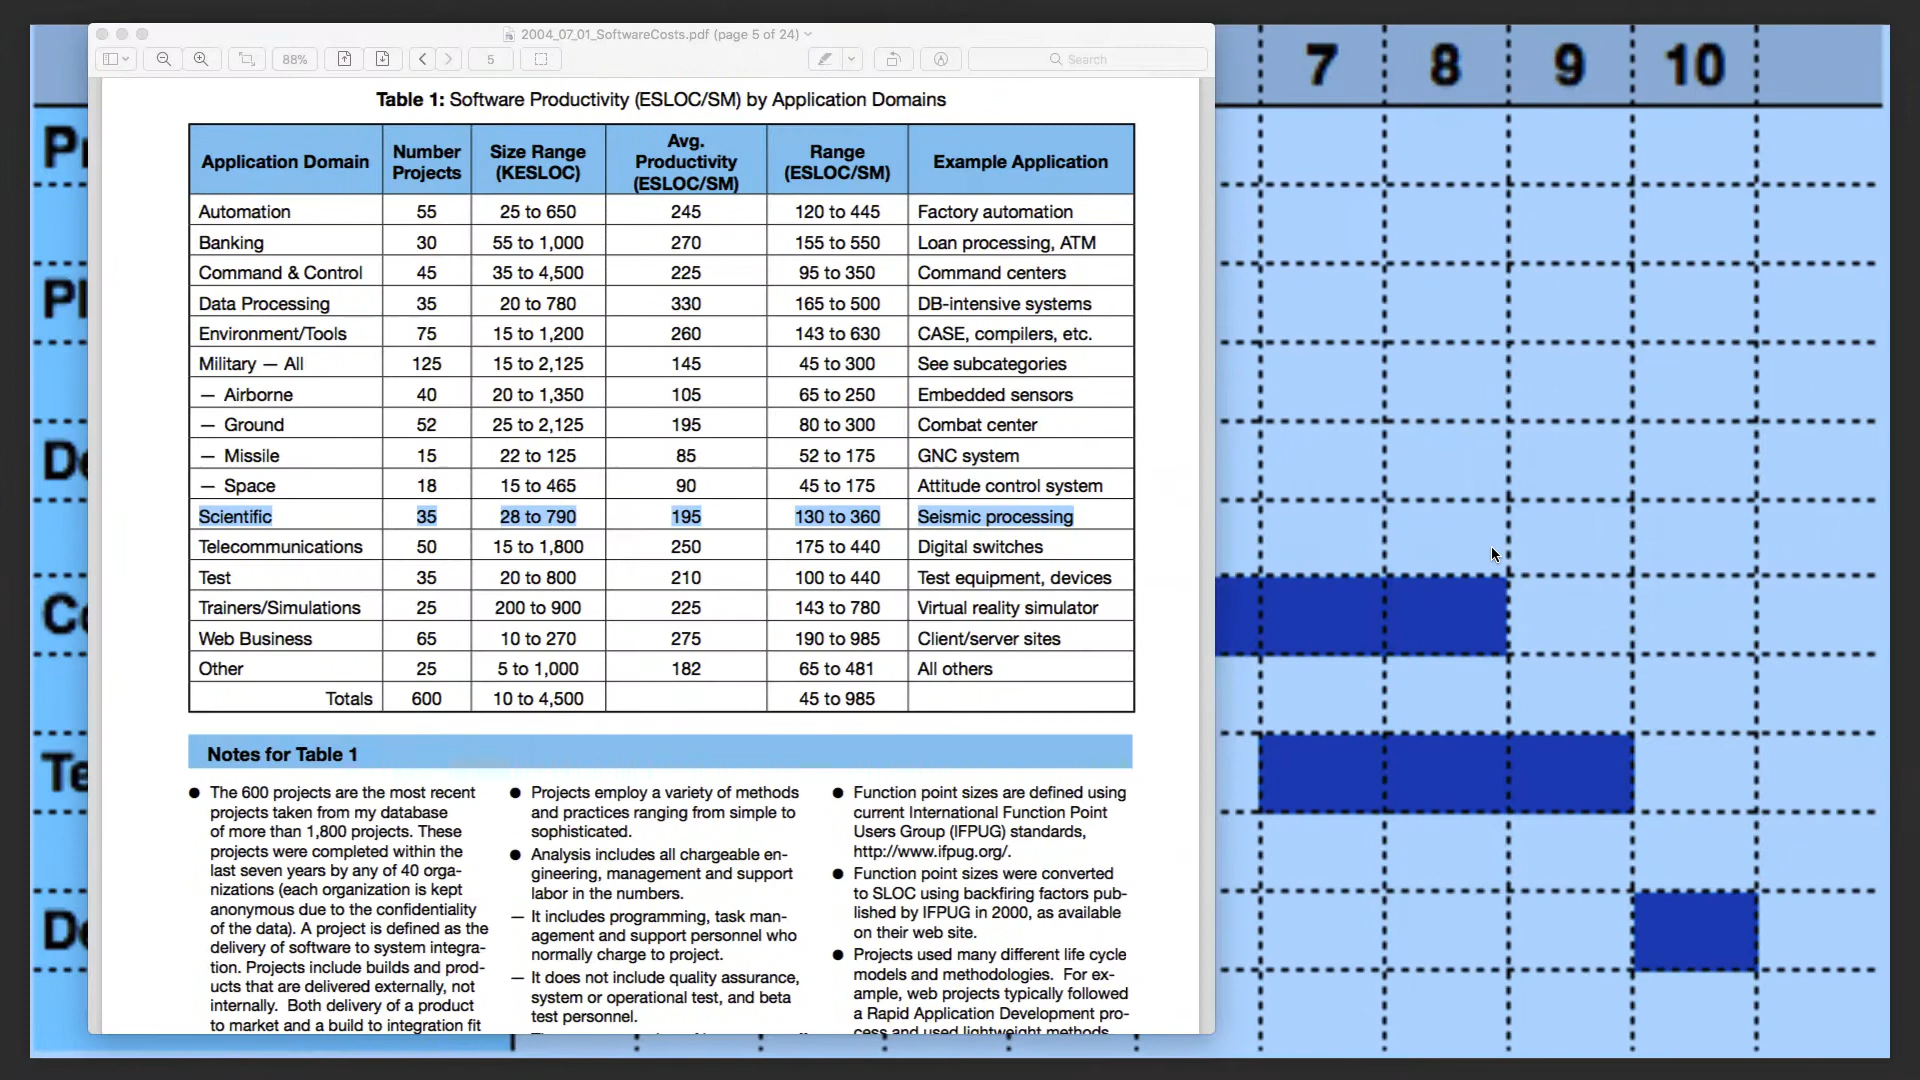 2004_07_01_SoftwareCosts.pdf (page 5 of 24)
88%
5
Search
Table 1: Software Productivity (ESLOC/SM) by Application Domains
Application Domain Number Projects Size Range (KESLOC) Avg. Productivity (ESLOC/SM) Range (ESLOC/SM) Example Application
Automation 55 25 to 650 245 120 to 445 Factory automation
Banking 30 55 to 1,000 270 155 to 550 Loan processing, ATM
Command & Control 45 35 to 4,500 225 95 to 350 Command centers
Data Processing 35 20 to 780 330 165 to 500 DB-intensive systems
Environment/Tools 75 15 to 1,200 260 143 to 630 CASE, compilers, etc.
Military — All 125 15 to 2,125 145 45 to 300 See subcategories
— Airborne 40 20 to 1,350 105 65 to 250 Embedded sensors
— Ground 52 25 to 2,125 195 80 to 300 Combat center
— Missile 15 22 to 125 85 52 to 175 GNC system
— Space 18 15 to 465 90 45 to 175 Attitude control system
Scientific 35 28 to 790 195 130 to 360 Seismic processing
Telecommunications 50 15 to 1,800 250 175 to 440 Digital switches
Test 35 20 to 800 210 100 to 440 Test equipment, devices
Trainers/Simulations 25 200 to 900 225 143 to 780 Virtual reality simulator
Web Business 65 10 to 270 275 190 to 985 Client/server sites
Other 25 5 to 1,000 182 65 to 481 All others
Totals 600 10 to 4,500 45 to 985
Notes for Table 1
● The 600 projects are the most recent
projects taken from my database
of more than 1,800 projects. These
projects were completed within the
last seven years by any of 40 orga-
nizations (each organization is kept
anonymous due to the confidentiality
of the data). A project is defined as the
delivery of software to system integra-
tion. Projects include builds and prod-
ucts that are delivered externally, not
internally. Both delivery of a product
to market and a build to integration fit
● Projects employ a variety of methods
and practices ranging from simple to
sophisticated.
● Analysis includes all chargeable en-
gineering, management and support
labor in the numbers.
— It includes programming, task man-
agement and support personnel who
normally charge to project.
— It does not include quality assurance,
system or operational test, and beta
test personnel.
● Function point sizes are defined using
current International Function Point
Users Group (IFPUG) standards,
http://www.ifpug.org/.
● Function point sizes were converted
to SLOC using backfiring factors pub-
lished by IFPUG in 2000, as available
on their web site.
● Projects used many different life cycle
models and methodologies. For ex-
ample, web projects typically followed
a Rapid Application Development pro-
cess and used lightweight methods
7 8 9 10
Pr
Pl
De
Co
Te
De